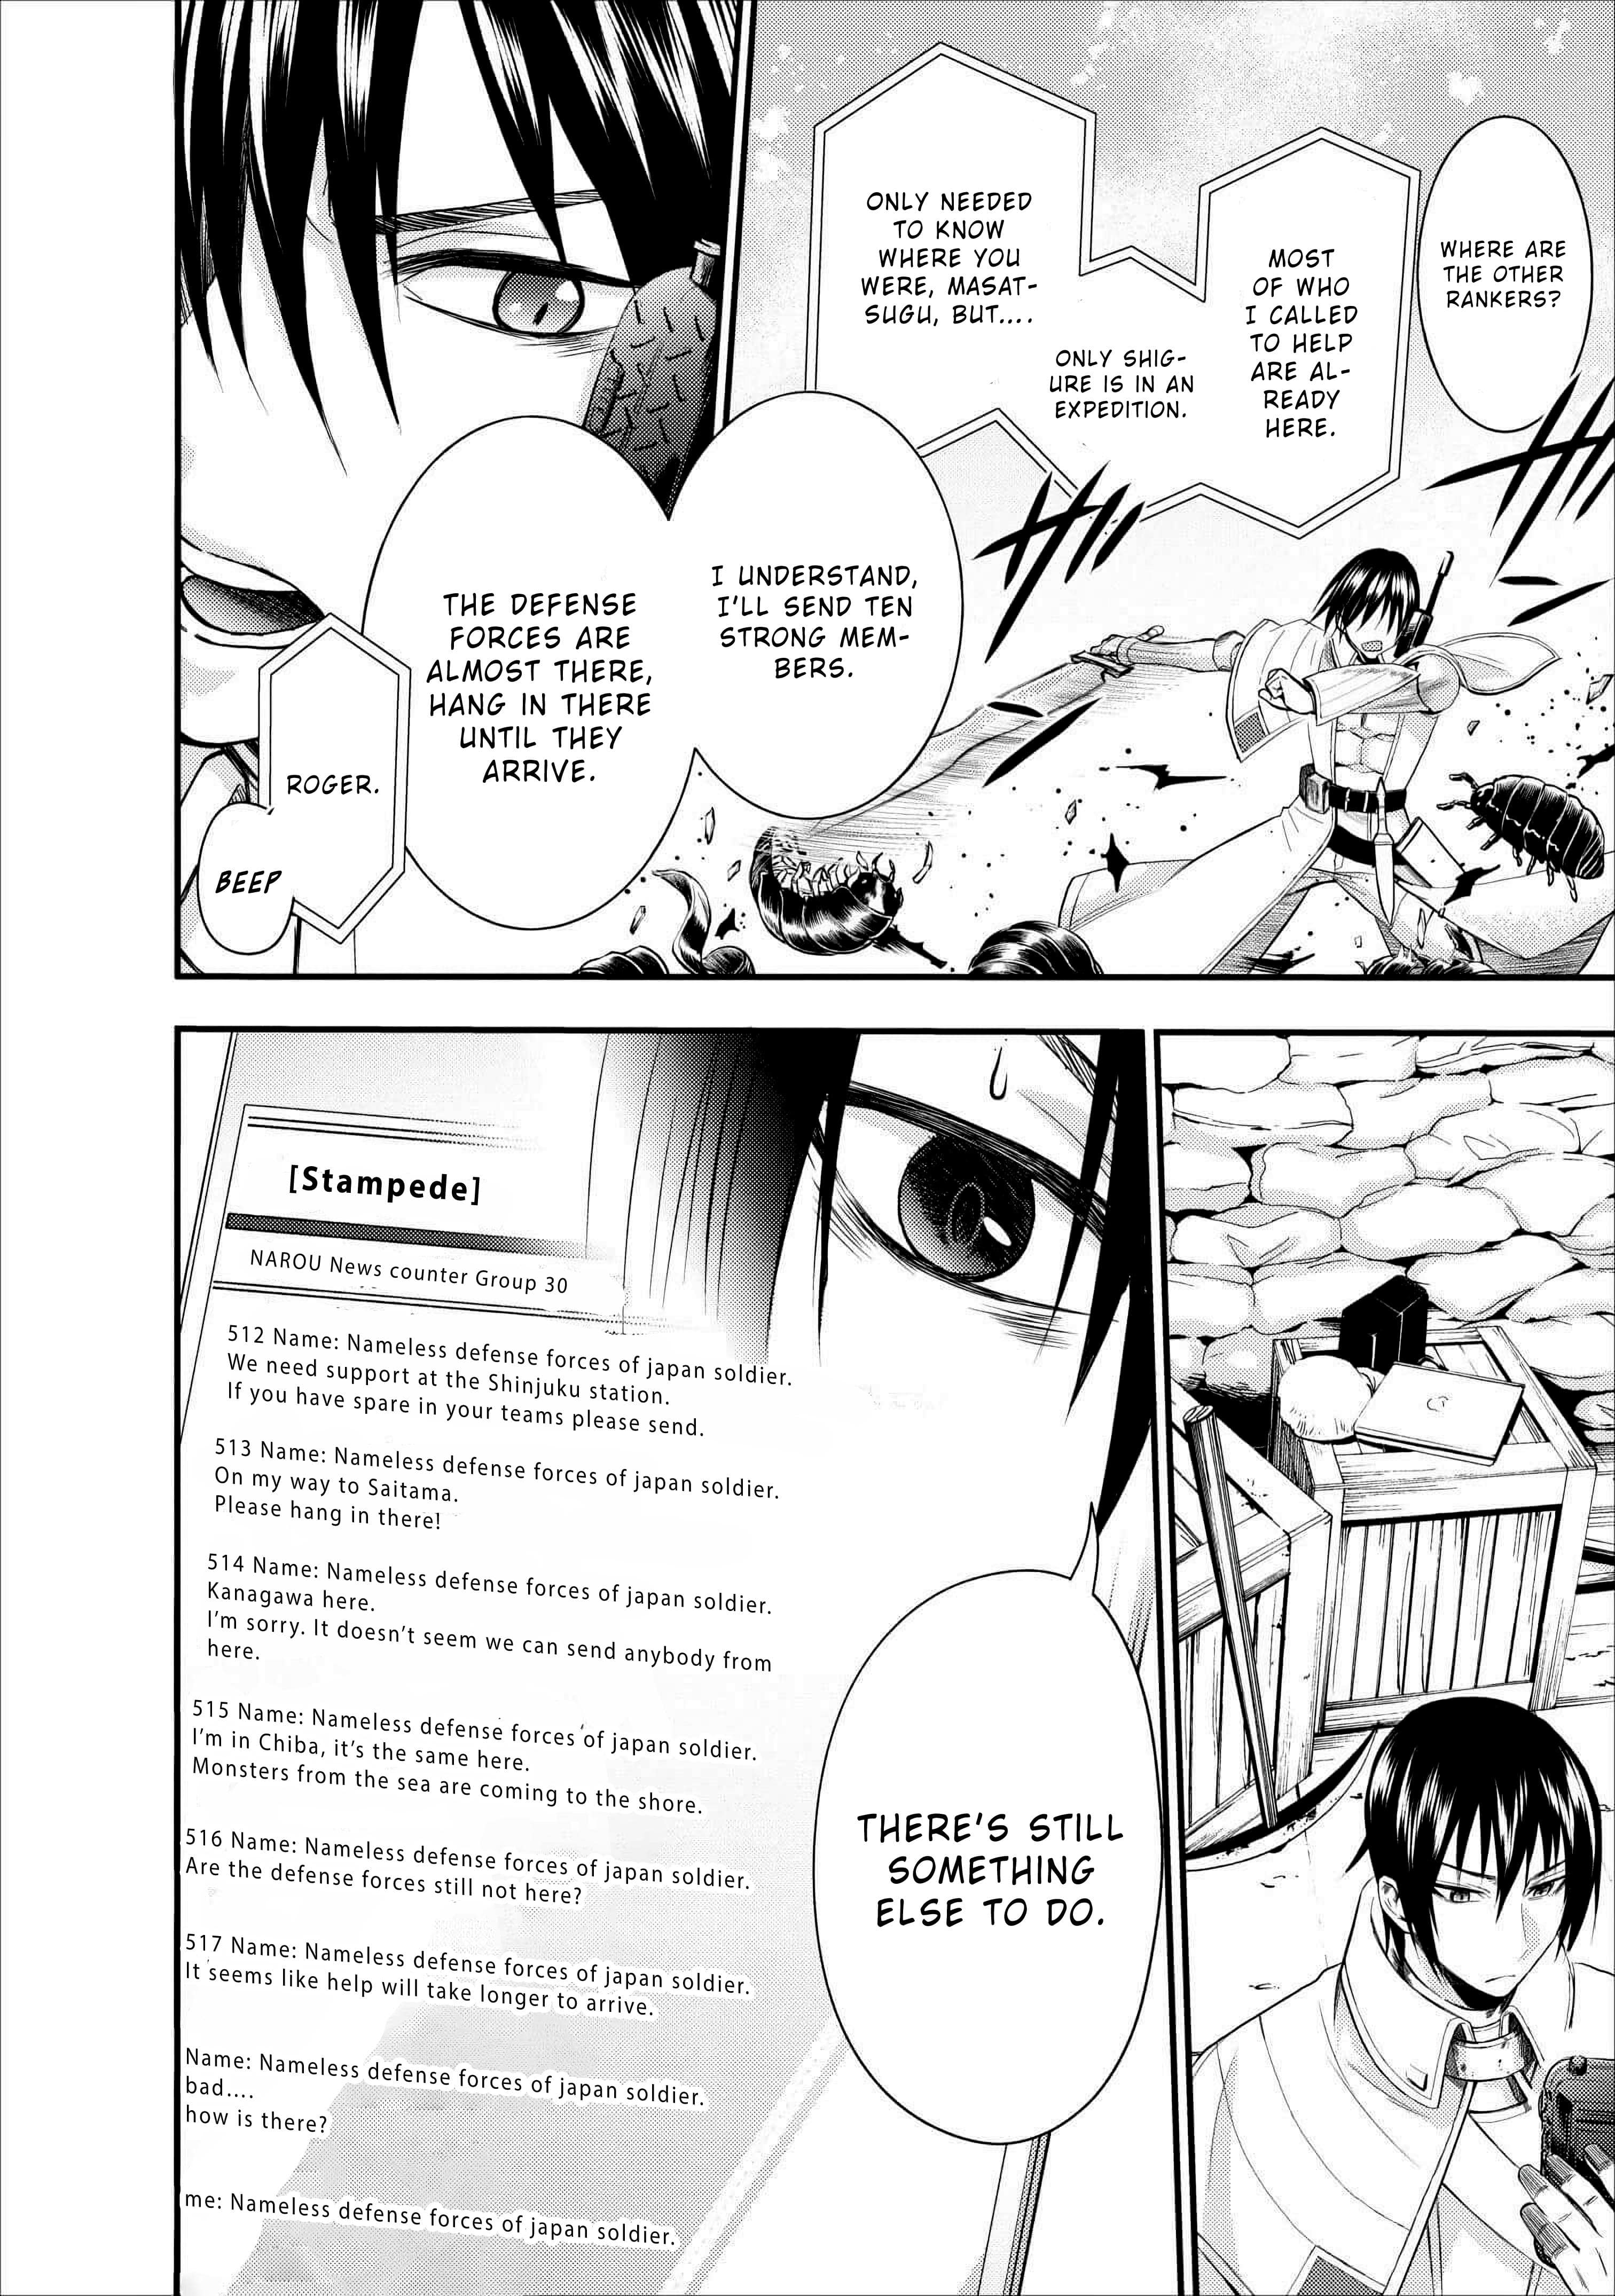 WHERE ARE
THE OTHER
RANKERS?
MOST
OF WHO
I CALLED
TO HELP
ARE AL-
READY
HERE.
ONLY SHIG-
URE IS IN AN
EXPEDITION.
ONLY NEEDED
TO KNOW
WHERE YOU
WERE, MASAT-
SUGU, BUT....
I UNDERSTAND,
I'LL SEND TEN
STRONG MEM-
BERS.
THE DEFENSE
FORCES ARE
ALMOST THERE,
HANG IN THERE
UNTIL THEY
ARRIVE.
ROGER.
BEEP
THERE'S STILL
SOMETHING
ELSE TO DO.
[Stampede]
NAROU News counter Group 30
512 Name: Nameless defense forces of japan soldier.
We need support at the Shinjuku station.
If you have spare in your teams please send.
513 Name: Nameless defense forces of japan soldier.
On my way to Saitama.
Please hang in there!
514 Name: Nameless defense forces of japan soldier.
Kanagawa here.
I'm sorry. It doesn't seem we can send anybody from
here.
515 Name: Nameless defense forces of japan soldier.
I'm in Chiba, it's the same here.
Monsters from the sea are coming to the shore.
516 Name: Nameless defense forces of japan soldier.
Are the defense forces still not here?
517 Name: Nameless defense forces of japan soldier.
It seems like help will take longer to arrive.
Name: Nameless defense forces of japan soldier.
bad....
how is there?
me: Nameless defense forces of japan soldier.